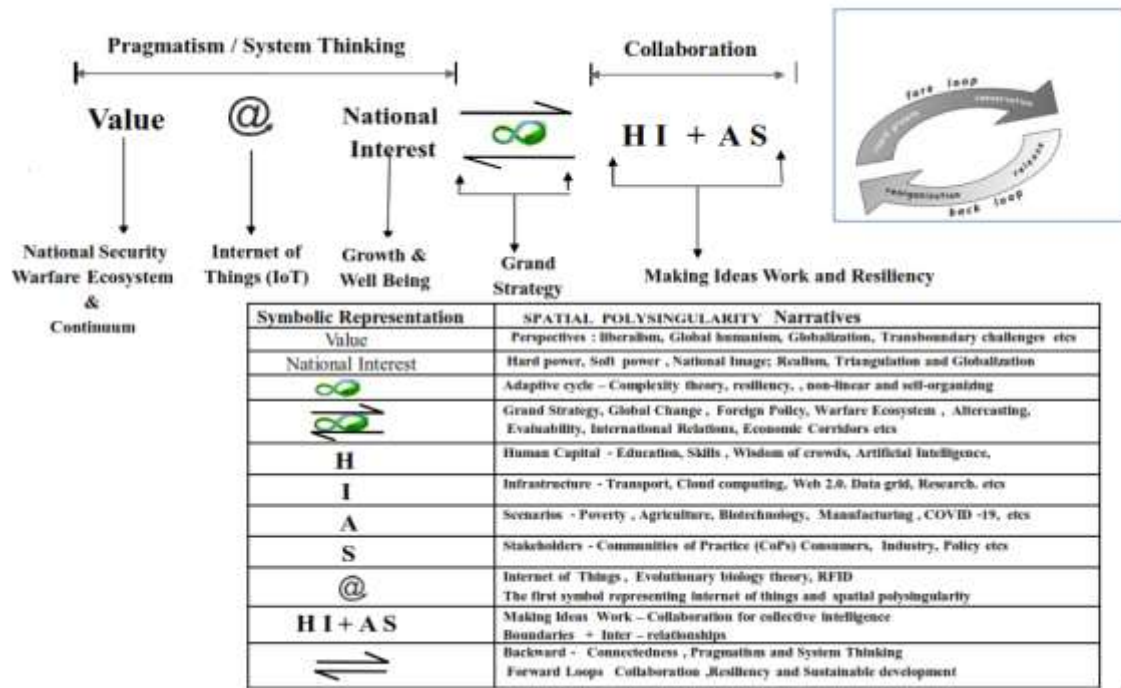 Pragmatism / System Thinking
Collaboration
Value
@
National
Interest
H I + A S
fore loop
conservation
release
reorganization
back loop
National Security
Warfare Ecosystem
&
Continuum
Internet of
Things (IoT)
Growth &
Well Being
Grand
Strategy
Making Ideas Work and Resiliency
Symbolic Representation
SPATIAL POLYSINGULARITY Narratives
Value
Perspectives : liberalism, Global humanism, Globalization, Transboundary challenges etcs
National Interest
Hard power, Soft power , National Image; Realism, Triangulation and Globalization
Adaptive cycle – Complexity theory, resiliency, , non-linear and self-organizing
Grand Strategy, Global Change , Foreign Policy, Warfare Ecosystem , Altercasting,
Evaluability, International Relations, Economic Corridors etcs
H
Human Capital - Education, Skills , Wisdom of crowds, Artificial Intelligence,
I
Infrastructure - Transport, Cloud computing, Web 2.0. Data grid, Research. etcs
A
Scenarios - Poverty , Agriculture, Biotechnology, Manufacturing , COVID -19, etcs
S
Stakeholders - Communities of Practice (CoPs) Consumers, Industry, Policy etcs
@
Internet of Things , Evolutionary biology theory, RFID
The first symbol representing internet of things and spatial polysingularity
H I + A S
Making Ideas Work – Collaboration for collective intelligence
Boundaries + Inter – relationships
Backward - Connectedness , Pragmatism and System Thinking
Forward Loops Collaboration ,Resiliency and Sustainable development